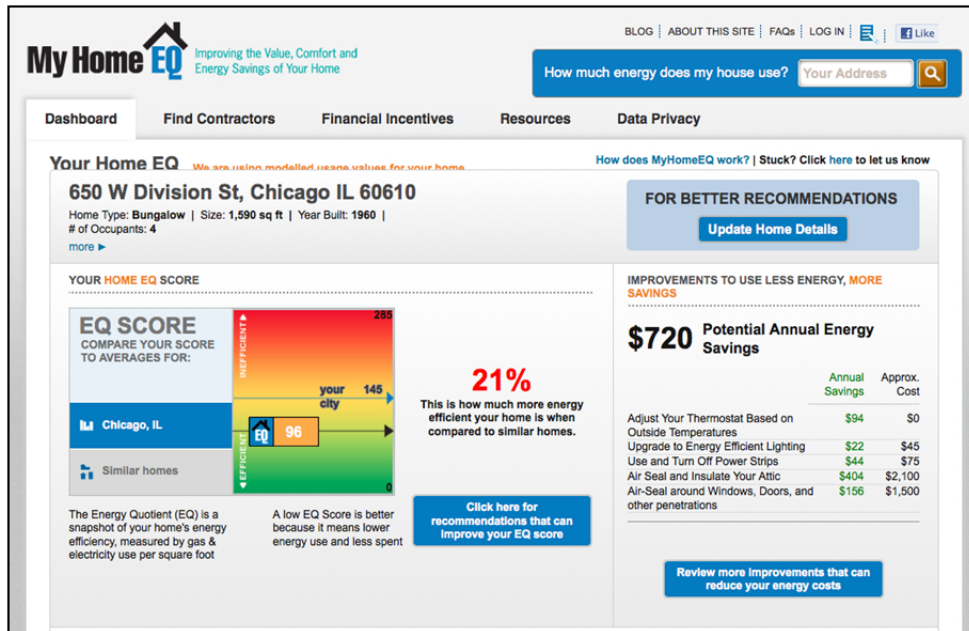 BLOG | ABOUT THIS SITE | FAQs | LOG IN | Like
My Home EQ
Improving the Value, Comfort and
Energy Savings of Your Home
How much energy does my house use? Your Address
Dashboard Find Contractors Financial Incentives Resources Data Privacy
Your Home EQ We are using modelled usage values for your home
How does MyHomeEQ work? | Stuck? Click here to let us know
650 W Division St, Chicago IL 60610
Home Type: Bungalow | Size: 1,590 sq ft | Year Built: 1960 |
# of Occupants: 4
more ►
FOR BETTER RECOMMENDATIONS
Update Home Details
YOUR HOME EQ SCORE
EQ SCORE
COMPARE YOUR SCORE
TO AVERAGES FOR:
Chicago, IL
Similar homes
INEFFICIENT
EFFICIENT
285
your 145
city
EQ 96
0
21%
This is how much more energy
efficient your home is when
compared to similar homes.
The Energy Quotient (EQ) is a
snapshot of your home's energy
efficiency, measured by gas &
electricity use per square foot
A low EQ Score is better
because it means lower
energy use and less spent
Click here for
recommendations that can
improve your EQ score
IMPROVEMENTS TO USE LESS ENERGY, MORE
SAVINGS
$720 Potential Annual Energy
Savings
Annual Approx.
Savings Cost
Adjust Your Thermostat Based on $94 $0
Outside Temperatures
Upgrade to Energy Efficient Lighting $22 $45
Use and Turn Off Power Strips $44 $75
Air Seal and Insulate Your Attic $404 $2,100
Air-Seal around Windows, Doors, and $156 $1,500
other penetrations
Review more improvements that can
reduce your energy costs